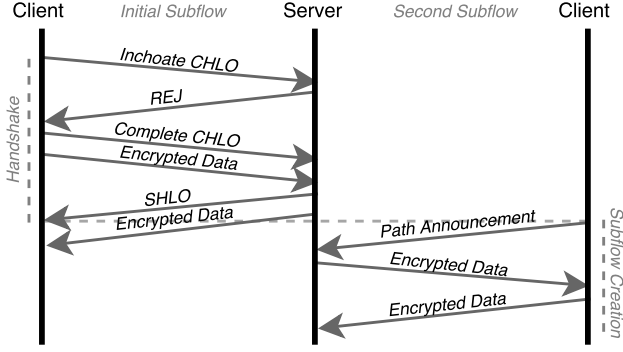 Client
Initial Subflow
Server
Second Subflow
Client
Inchoate CHLO
REJ
Handshake
Complete CHLO
Encrypted Data
SHLO
Encrypted Data
Path Announcement
Encrypted Data
Encrypted Data
Subflow Creation